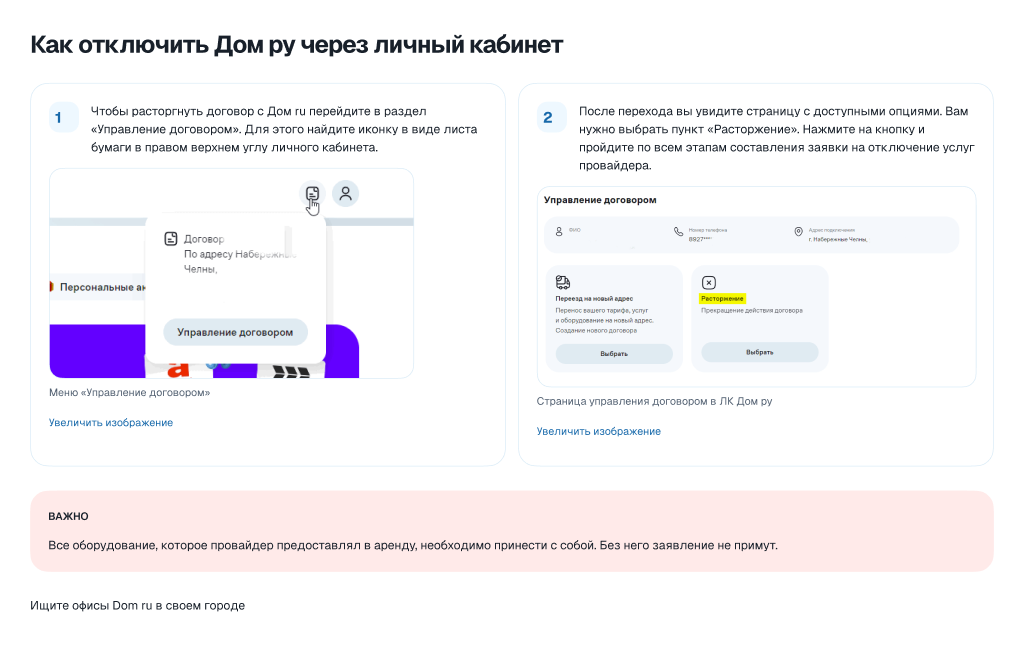 Как отключить Дом ру через личный кабинет
1
Чтобы расторгнуть договор с Дом ru перейдите в раздел
«Управление договором». Для этого найдите иконку в виде листа
бумаги в правом верхнем углу личного кабинета.
Договор
По адресу Набережные
Челны,
Персональные ак
Управление договором
Меню «Управление договором»
Увеличить изображение
2
После перехода вы увидите страницу с доступными опциями. Вам
нужно выбрать пункт «Расторжение». Нажмите на кнопку и
пройдите по всем этапам составления заявки на отключение услуг
провайдера.
Управление договором
ФИО
Номер телефона
8927****
Адрес подключения
г. Набережные Челны,
Переезд на новый адрес
Перенос вашего тарифа, услуг
и оборудование на новый адрес.
Создание нового договора
Выбрать
Расторжение
Прекращение действия договора
Выбрать
Страница управления договором в ЛК Дом ру
Увеличить изображение
ВАЖНО
Все оборудование, которое провайдер предоставлял в аренду, необходимо принести с собой. Без него заявление не примут.
Ищите офисы Dom ru в своем городе